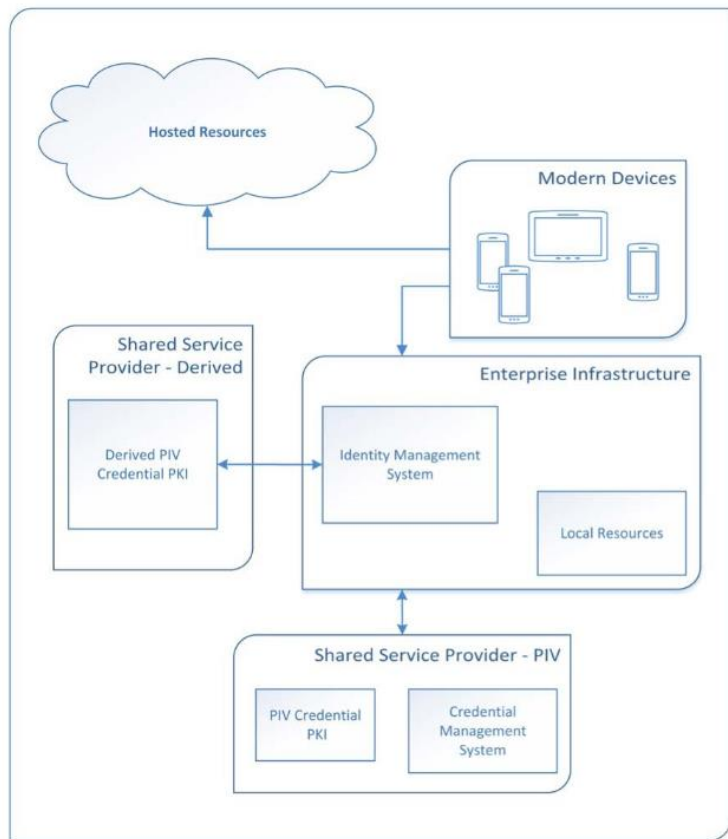 Hosted Resources
Modern Devices
Shared Service
Provider - Derived
Derived PIV
Credential PKI
Enterprise Infrastructure
Identity Management
System
Local Resources
Shared Service Provider - PIV
PIV Credential
PKI
Credential
Management
System